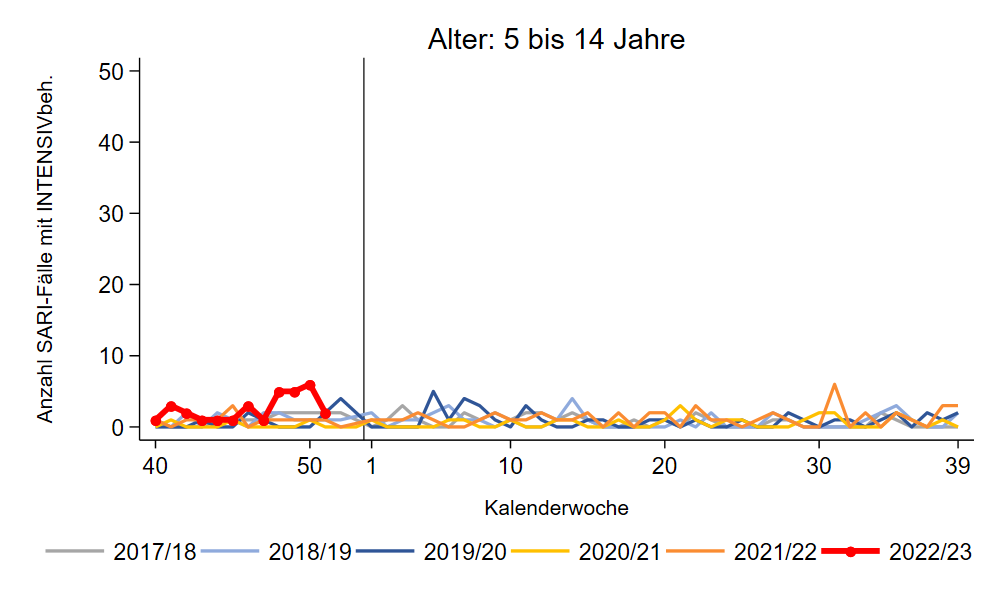 Alter: 5 bis 14 Jahre
Anzahl SARI-Fälle mit INTENSIVbeh.
50
40
30
20
10
0
40 50 1 10 20 30 39
Kalenderwoche
2017/18 2018/19 2019/20 2020/21 2021/22 2022/23